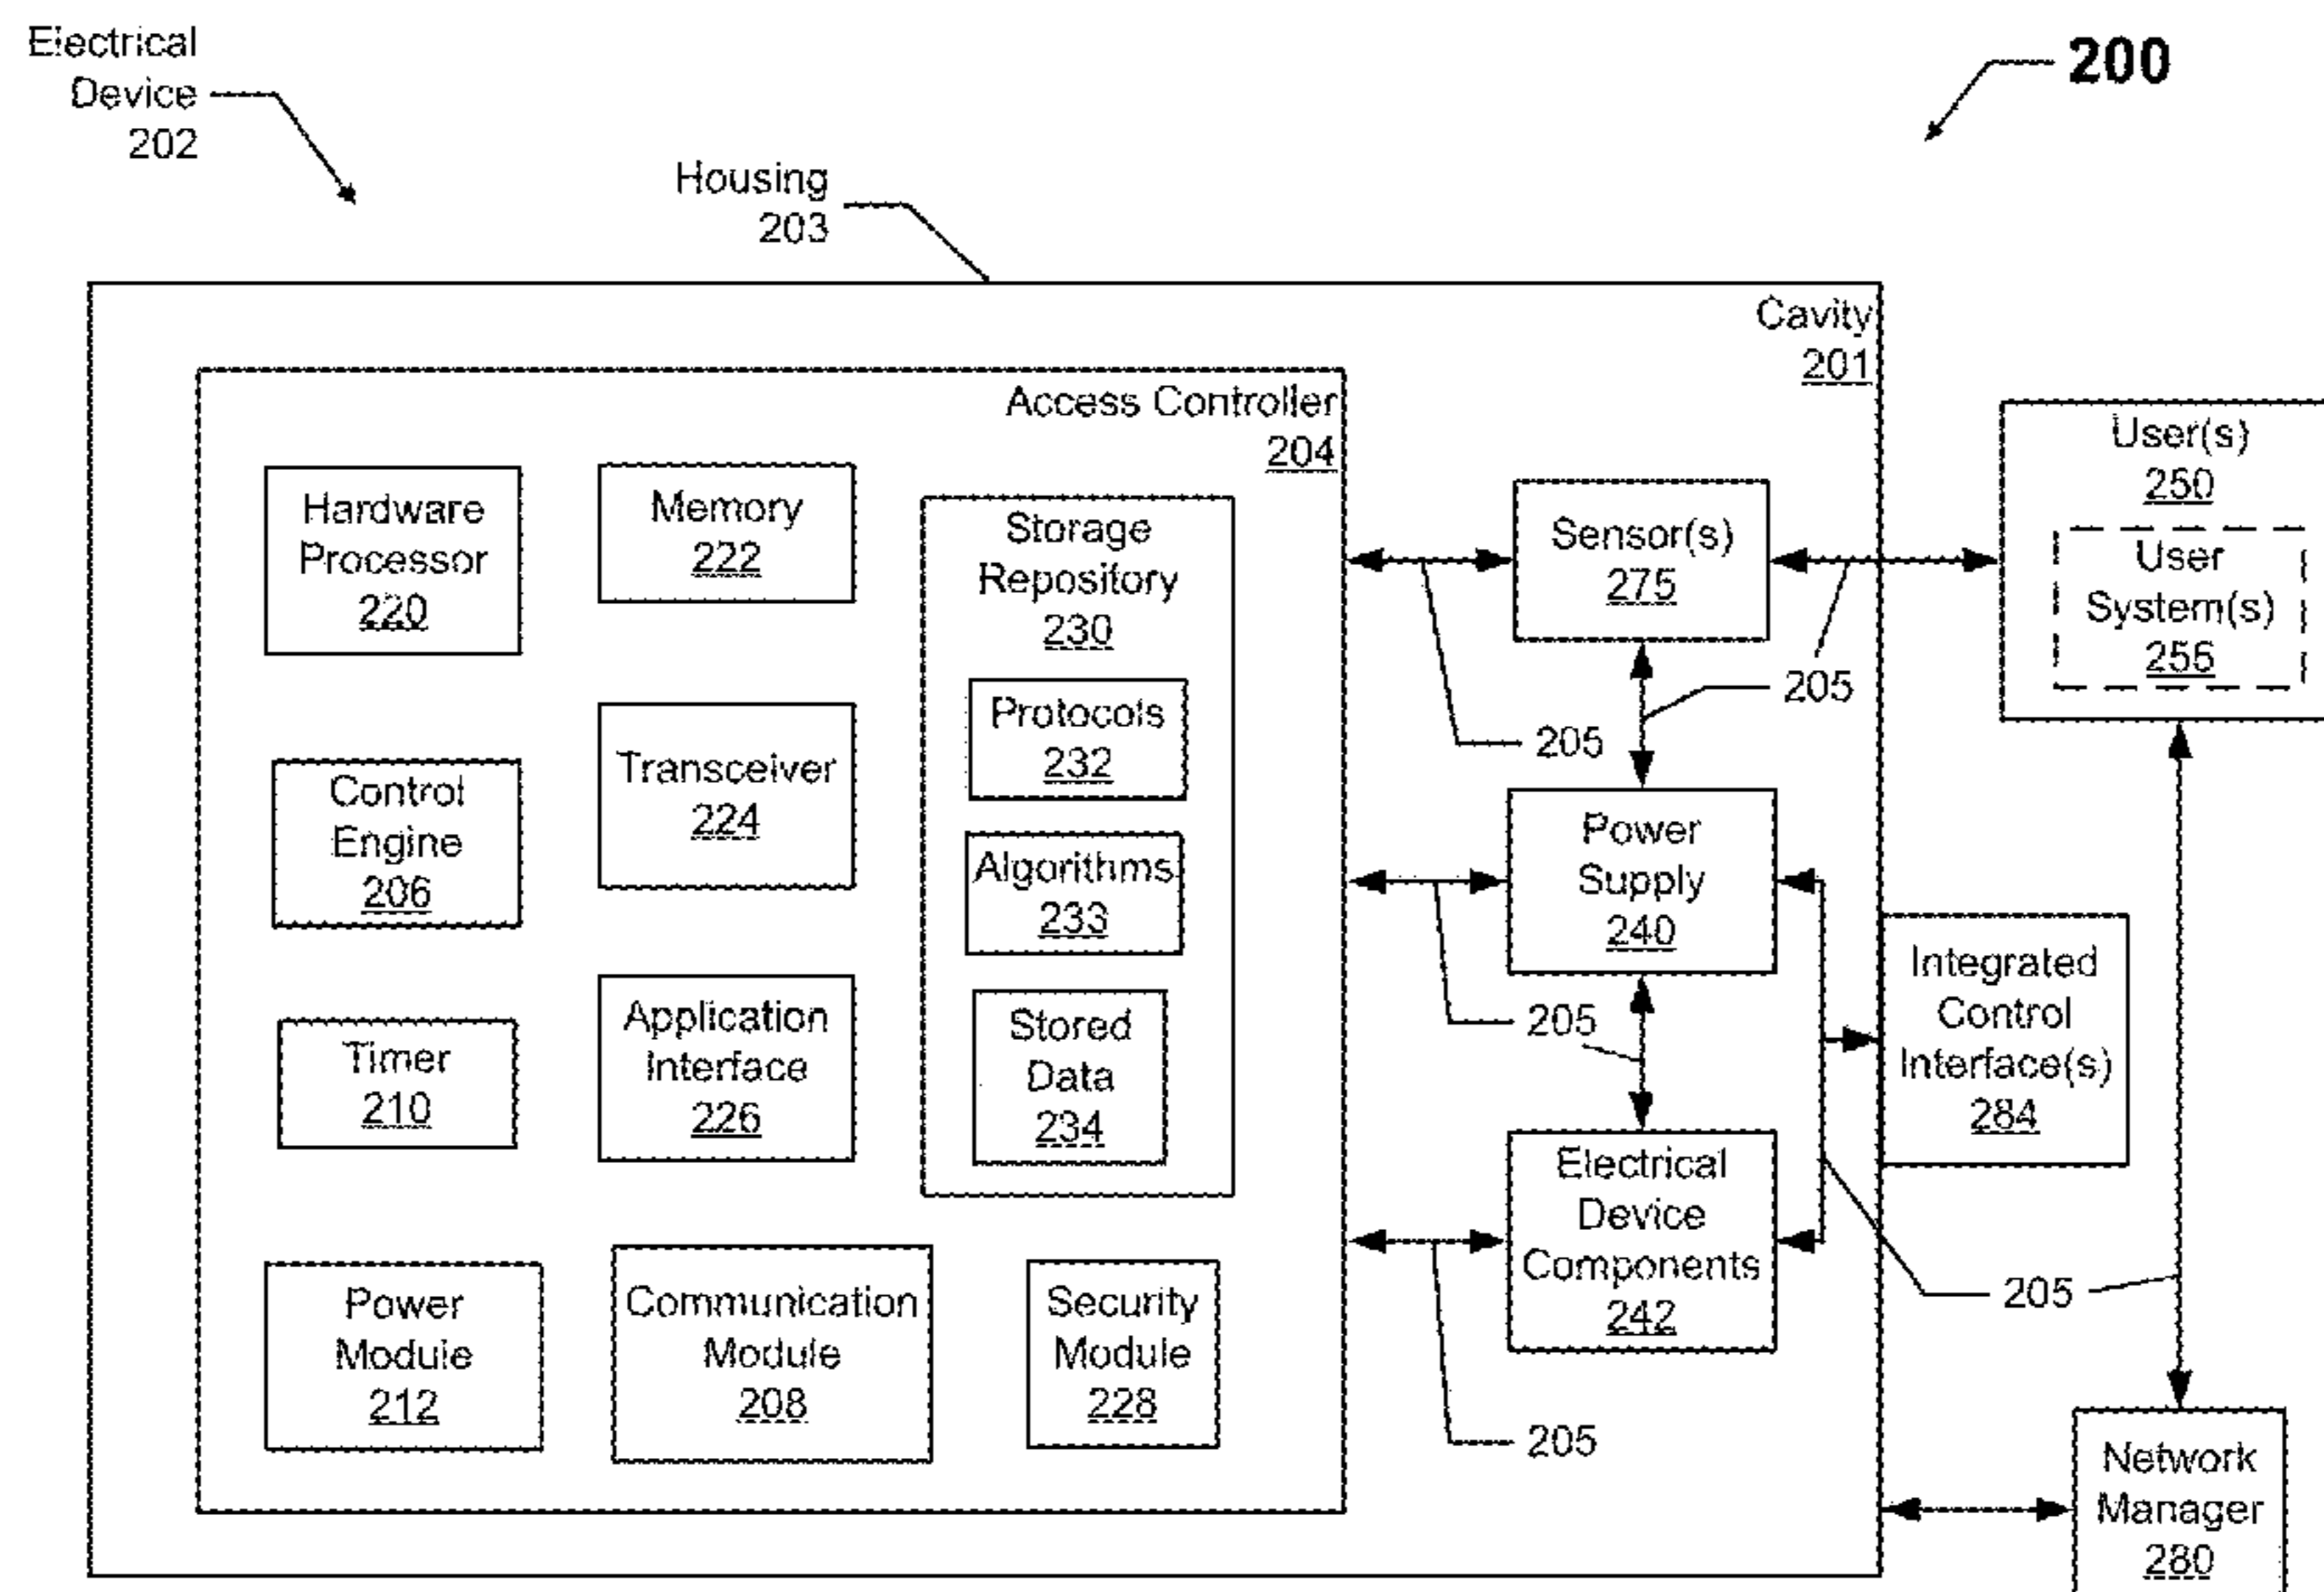 Electrical
Device
202
200
Housing
203
Cavity
201
Access Controller
204
Hardware
Processor
220
Memory
222
Storage
Repository
230
Protocols
232
Algorithms
233
Stored
Data
234
Control
Engine
206
Transceiver
224
Timer
210
Application
Interface
226
Power
Module
212
Communication
Module
208
Security
Module
228
Sensor(s)
275
205
205
Power
Supply
240
205
Electrical
Device
Components
242
205
User(s)
250
User
System(s)
255
Integrated
Control
Interface(s)
284
205
Network
Manager
280